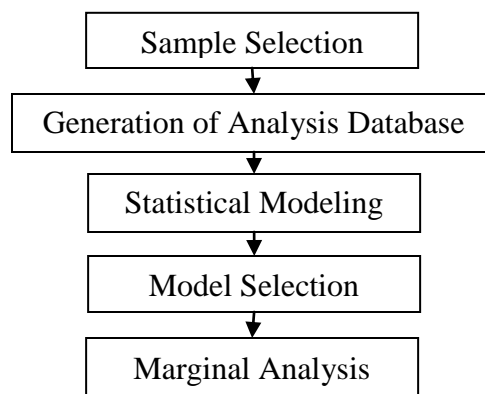 Sample Selection
Generation of Analysis Database
Statistical Modeling
Model Selection
Marginal Analysis